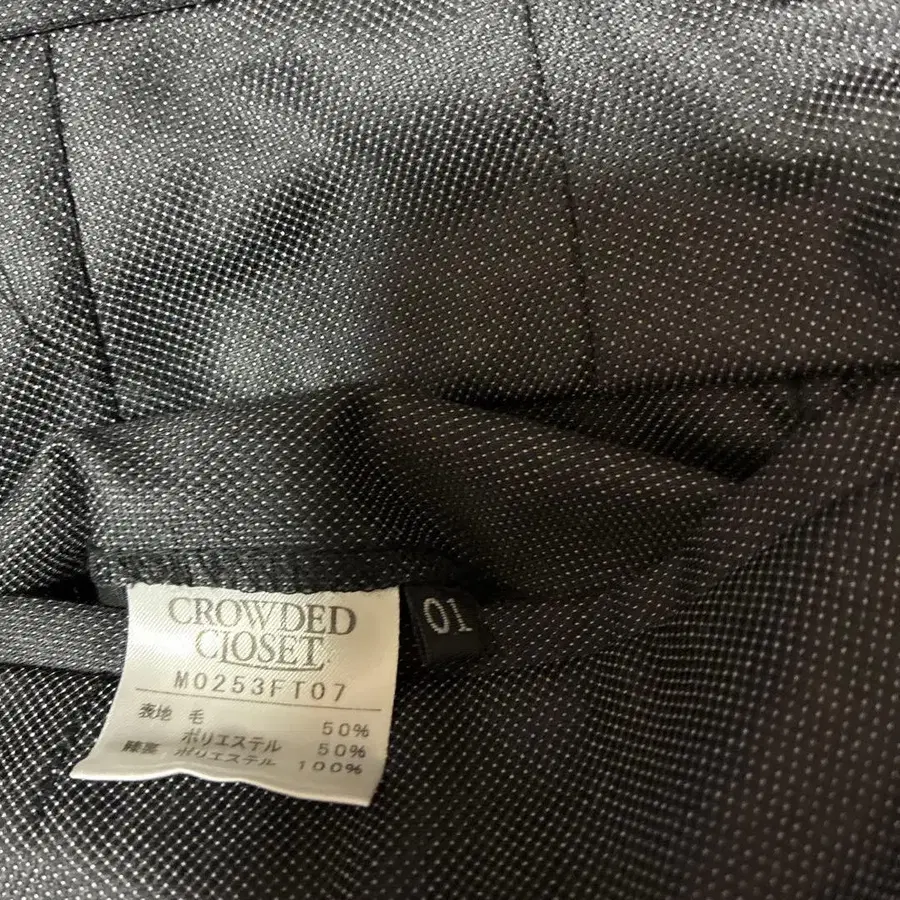 CROWDED
CLOSET
M0253FT07
表地 毛 50%
ポリエステル 50%
膝裏 ポリエステル 100%
01